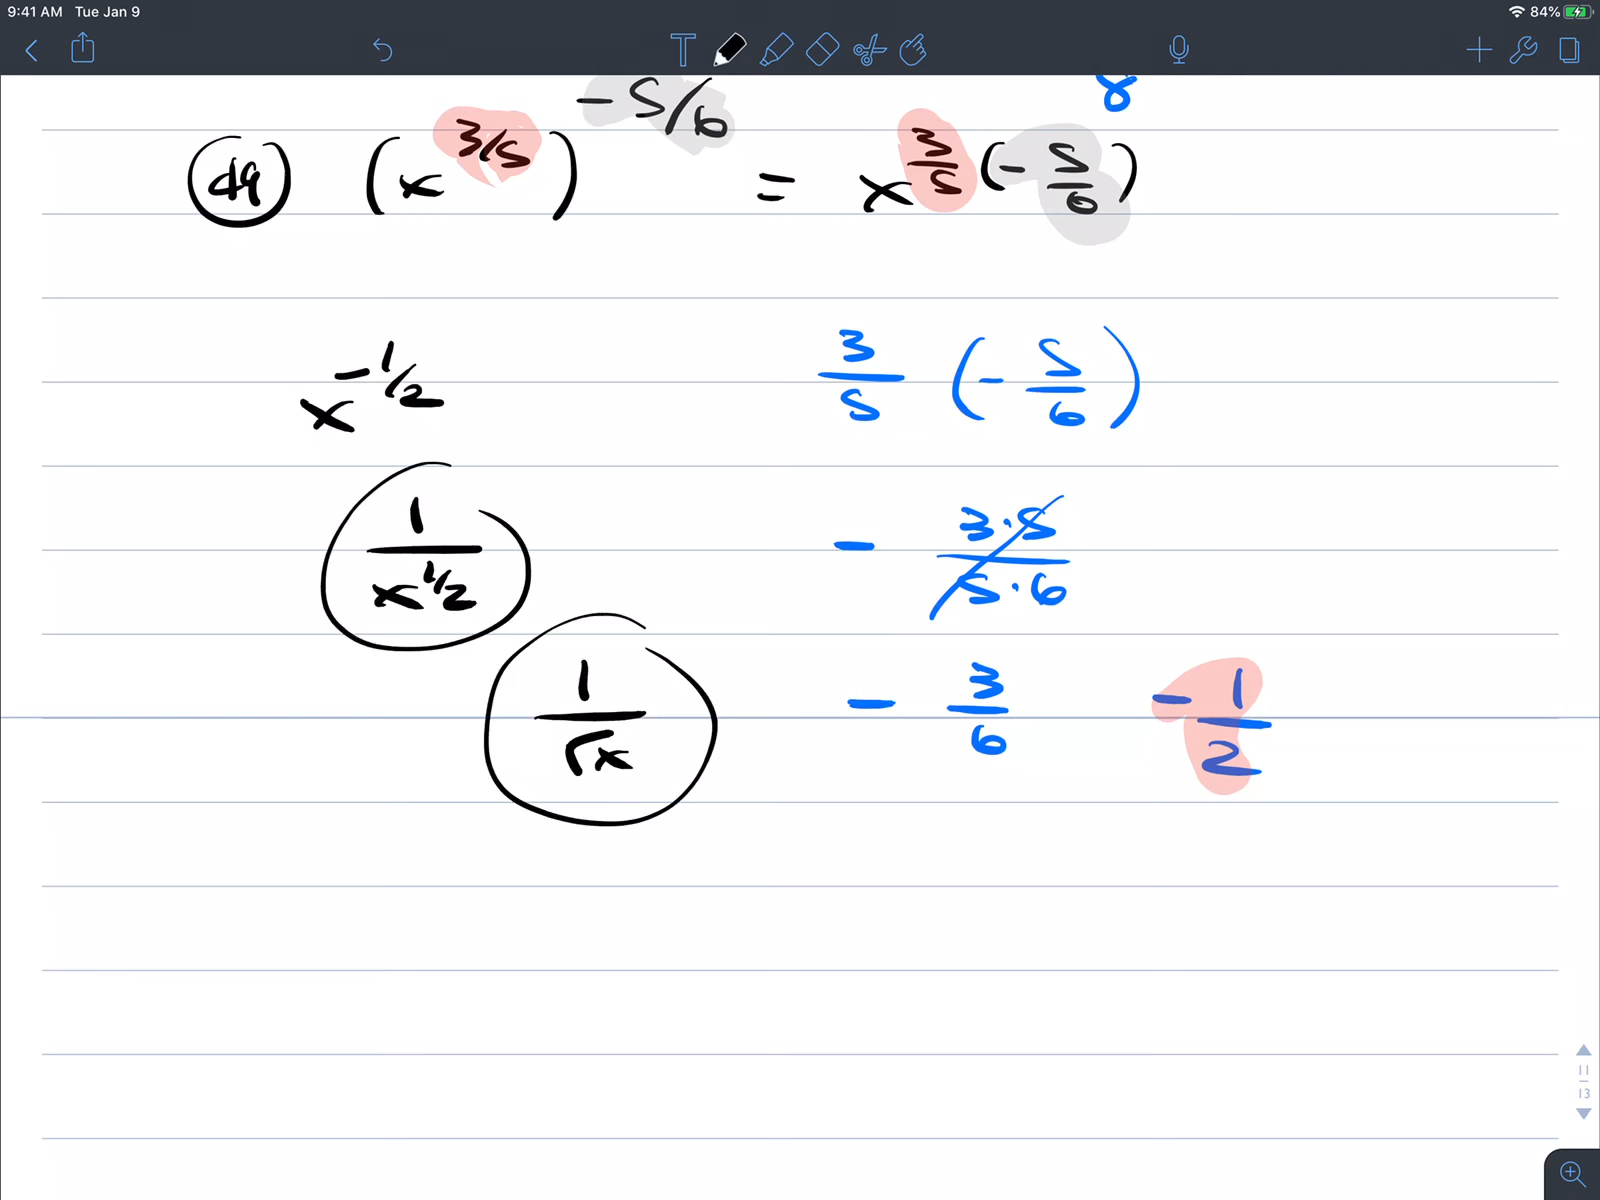 9:41 AM Tue Jan 9 84%
8
49 (x^3/5)^-5/6 = x^3/5(-5/6)
x^-1/2
3/5 (-5/6)
1/x^1/2
- 3·5/5·6
1/√x
- 3/6 -1/2
11
13